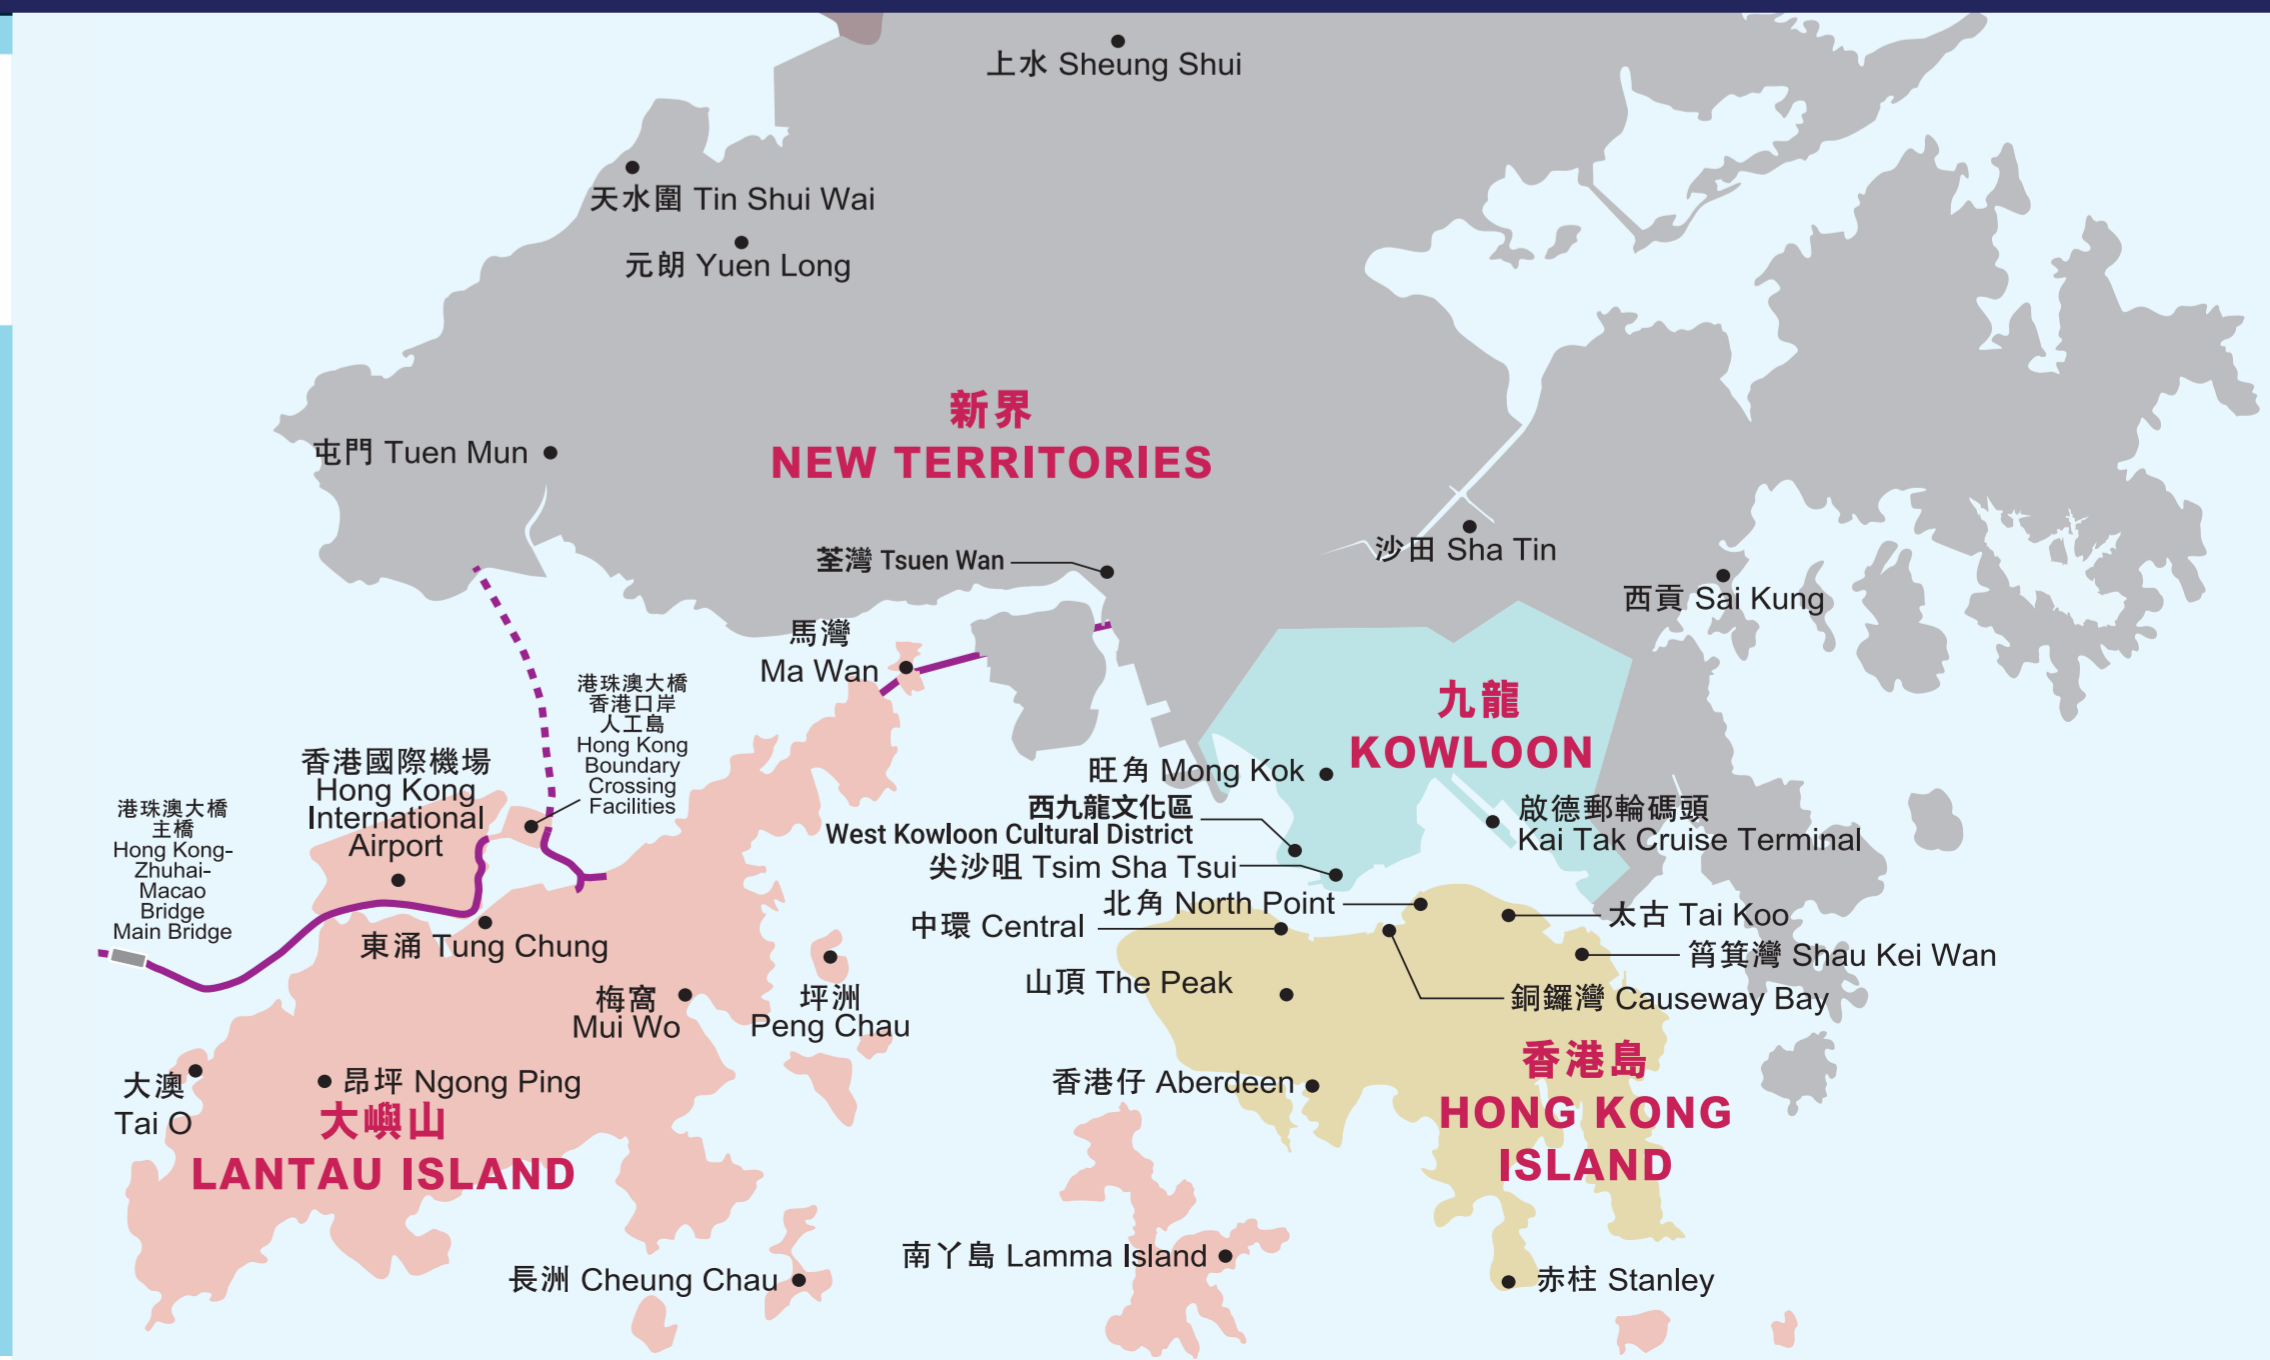 上水 Sheung Shui
天水圍 Tin Shui Wai
元朗 Yuen Long
新界
NEW TERRITORIES
屯門 Tuen Mun
荃灣 Tsuen Wan
沙田 Sha Tin
西貢 Sai Kung
馬灣
Ma Wan
港珠澳大橋
香港口岸
人工島
Hong Kong
Boundary
Crossing
Facilities
九龍
KOWLOON
香港國際機場
Hong Kong
International
Airport
旺角 Mong Kok
港珠澳大橋
主橋
Hong Kong-
Zhuhai-
Macao
Bridge
Main Bridge
西九龍文化區
West Kowloon Cultural District
啟德郵輪碼頭
Kai Tak Cruise Terminal
尖沙咀 Tsim Sha Tsui
北角 North Point
太古 Tai Koo
中環 Central
東涌 Tung Chung
筲箕灣 Shau Kei Wan
山頂 The Peak
梅窩
Mui Wo
坪洲
Peng Chau
銅鑼灣 Causeway Bay
香港島
HONG KONG
ISLAND
大澳
Tai O
昂坪 Ngong Ping
香港仔 Aberdeen
大嶼山
LANTAU ISLAND
南丫島 Lamma Island
長洲 Cheung Chau
赤柱 Stanley